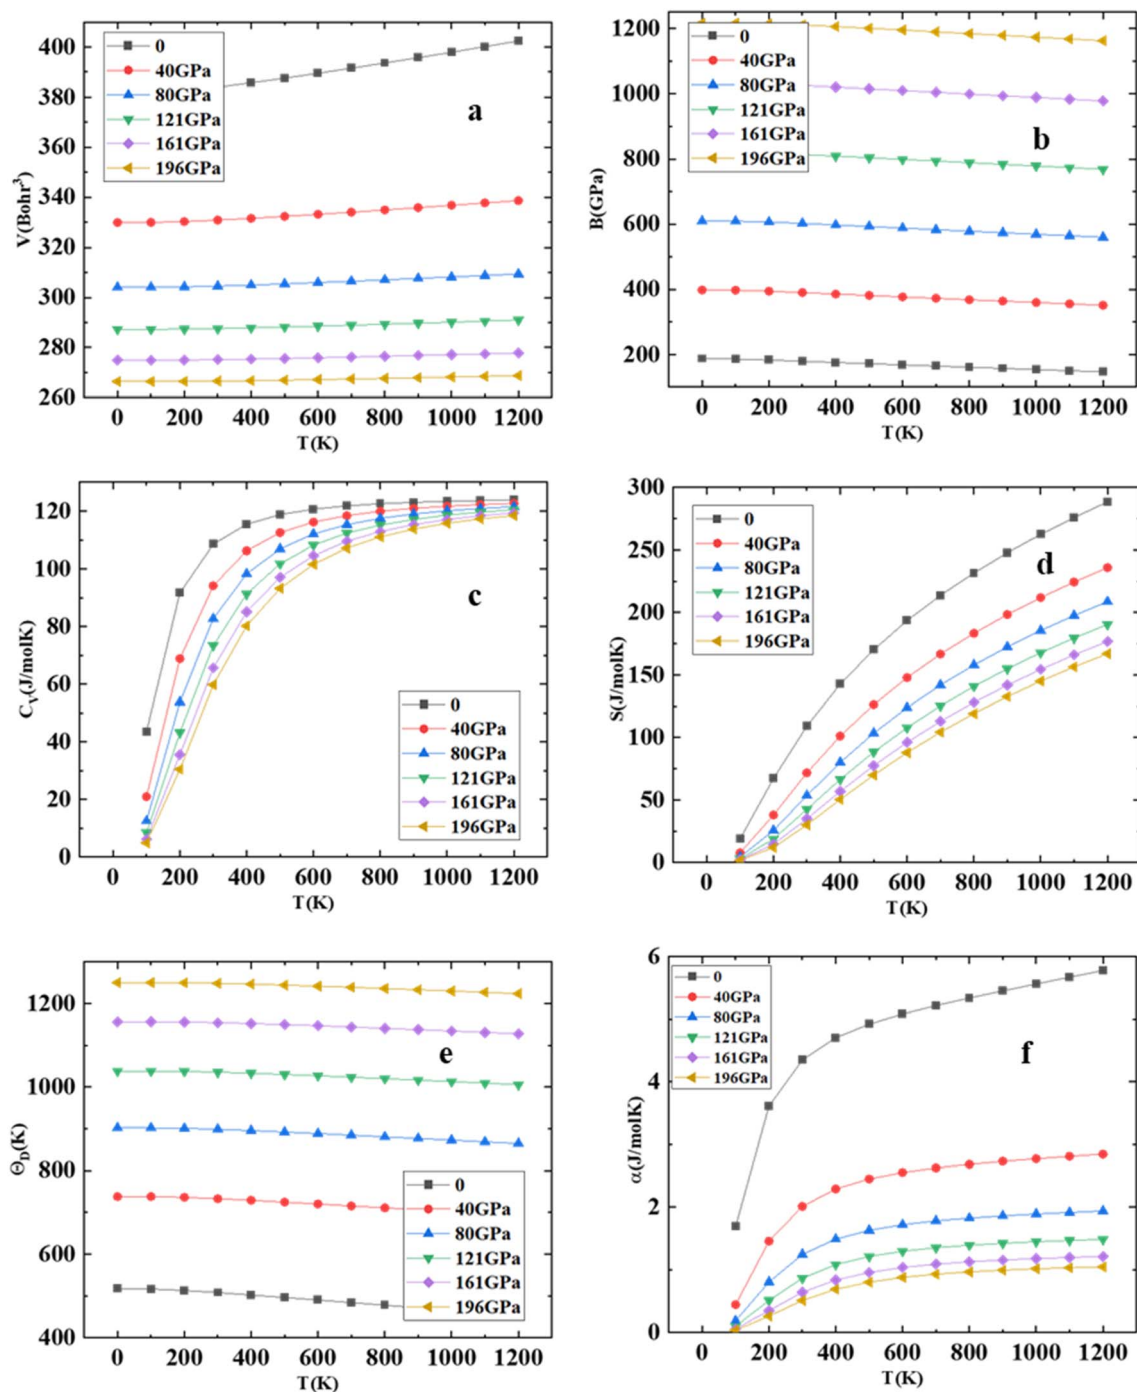 V(Bohr³)
400
380
360
340
320
300
280
260
0
40GPa
80GPa
121GPa
161GPa
196GPa
a
0 200 400 600 800 1000 1200
T(K)
B(GPa)
1200
1000
800
600
400
200
0
40GPa
80GPa
121GPa
161GPa
196GPa
b
0 200 400 600 800 1000 1200
T(K)
C_V(J/molK)
120
100
80
60
40
20
0
c
0
40GPa
80GPa
121GPa
161GPa
196GPa
0 200 400 600 800 1000 1200
T(K)
S(J/molK)
300
250
200
150
100
50
0
0
40GPa
80GPa
121GPa
161GPa
196GPa
d
0 200 400 600 800 1000 1200
T(K)
Θ_D(K)
1200
1000
800
600
400
e
0
40GPa
80GPa
121GPa
161GPa
196GPa
0 200 400 600 800 1000 1200
T(K)
α(J/molK)
6
4
2
0
0
40GPa
80GPa
121GPa
161GPa
196GPa
f
0 200 400 600 800 1000 1200
T(K)